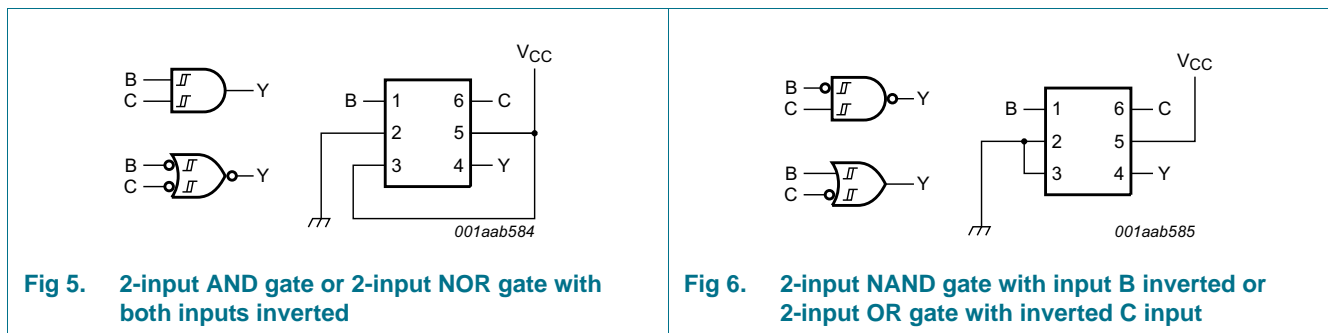 B
C
Y
B
C
Y
VCC
B 1 6 C
2 5
3 4 Y
001aab584
Fig 5. 2-input AND gate or 2-input NOR gate with
both inputs inverted
B
C
Y
B
C
Y
VCC
B 1 6 C
2 5
3 4 Y
001aab585
Fig 6. 2-input NAND gate with input B inverted or
2-input OR gate with inverted C input